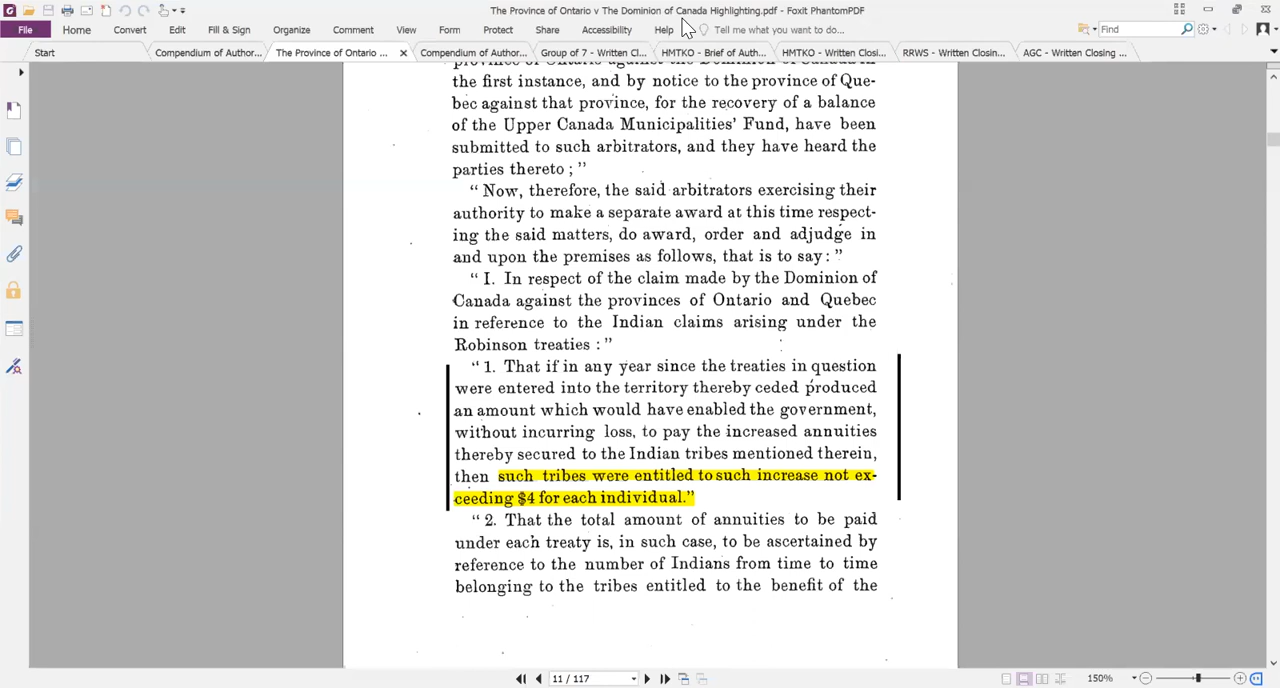 The Province of Ontario v The Dominion of Canada Highlighting.pdf - Foxit PhantomPDF
File Home Convert Edit Fill & Sign Organize Comment View Form Protect Share Accessibility Help Tell me what you want to do... Find
Start Compendium of Author... The Province of Ontario ... Compendium of Author... Group of 7 - Written Cl... HMTKO - Brief of Auth... HMTKO - Written Closi... RRWS - Written Closin... AGC - Written Closing ...
province of Ontario against the Dominion of Canada in
the first instance, and by notice to the province of Que-
bec against that province, for the recovery of a balance
of the Upper Canada Municipalities' Fund, have been
submitted to such arbitrators, and they have heard the
parties thereto ; "
" Now, therefore, the said arbitrators exercising their
authority to make a separate award at this time respect-
ing the said matters, do award, order and adjudge in
and upon the premises as follows, that is to say : "
" I. In respect of the claim made by the Dominion of
Canada against the provinces of Ontario and Quebec
in reference to the Indian claims arising under the
Robinson treaties : "
" 1. That if in any year since the treaties in question
were entered into the territory thereby ceded produced
an amount which would have enabled the government,
without incurring loss, to pay the increased annuities
thereby secured to the Indian tribes mentioned therein,
then such tribes were entitled to such increase not ex-
ceeding $4 for each individual."
" 2. That the total amount of annuities to be paid
under each treaty is, in such case, to be ascertained by
reference to the number of Indians from time to time
belonging to the tribes entitled to the benefit of the
11 / 117 150%